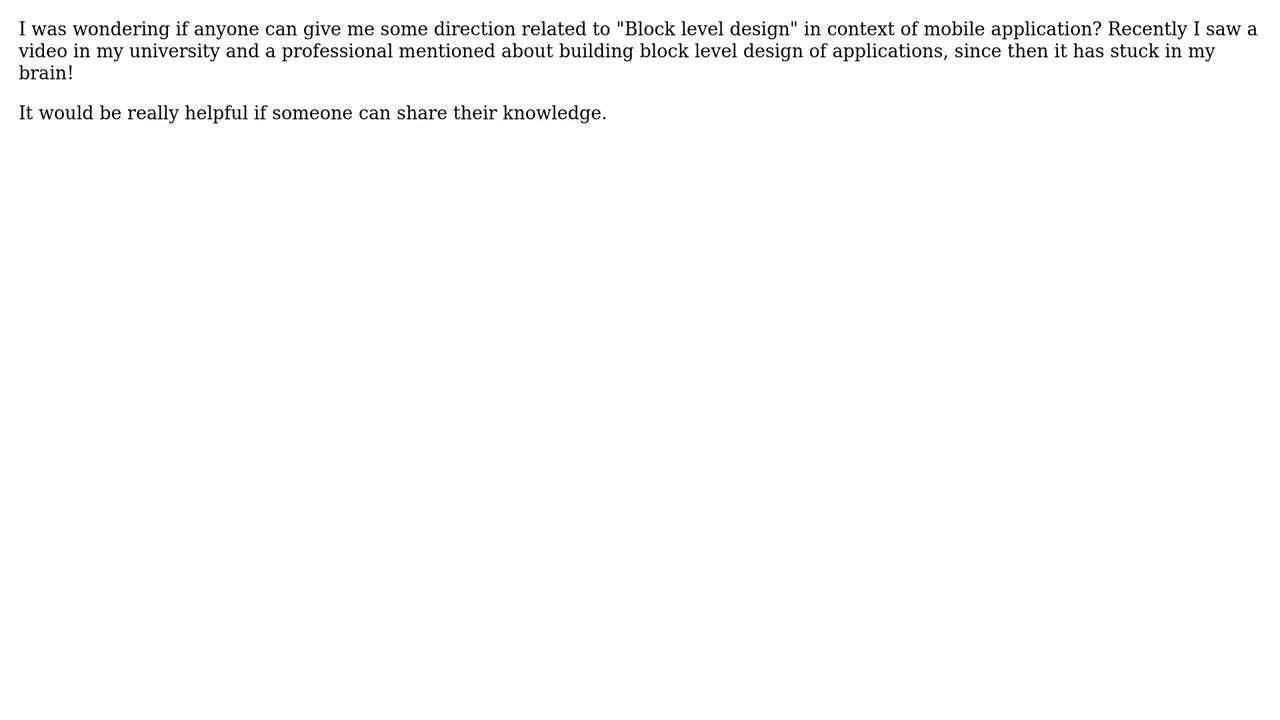 I was wondering if anyone can give me some direction related to "Block level design" in context of mobile application? Recently I saw a
video in my university and a professional mentioned about building block level design of applications, since then it has stuck in my
brain!
It would be really helpful if someone can share their knowledge.